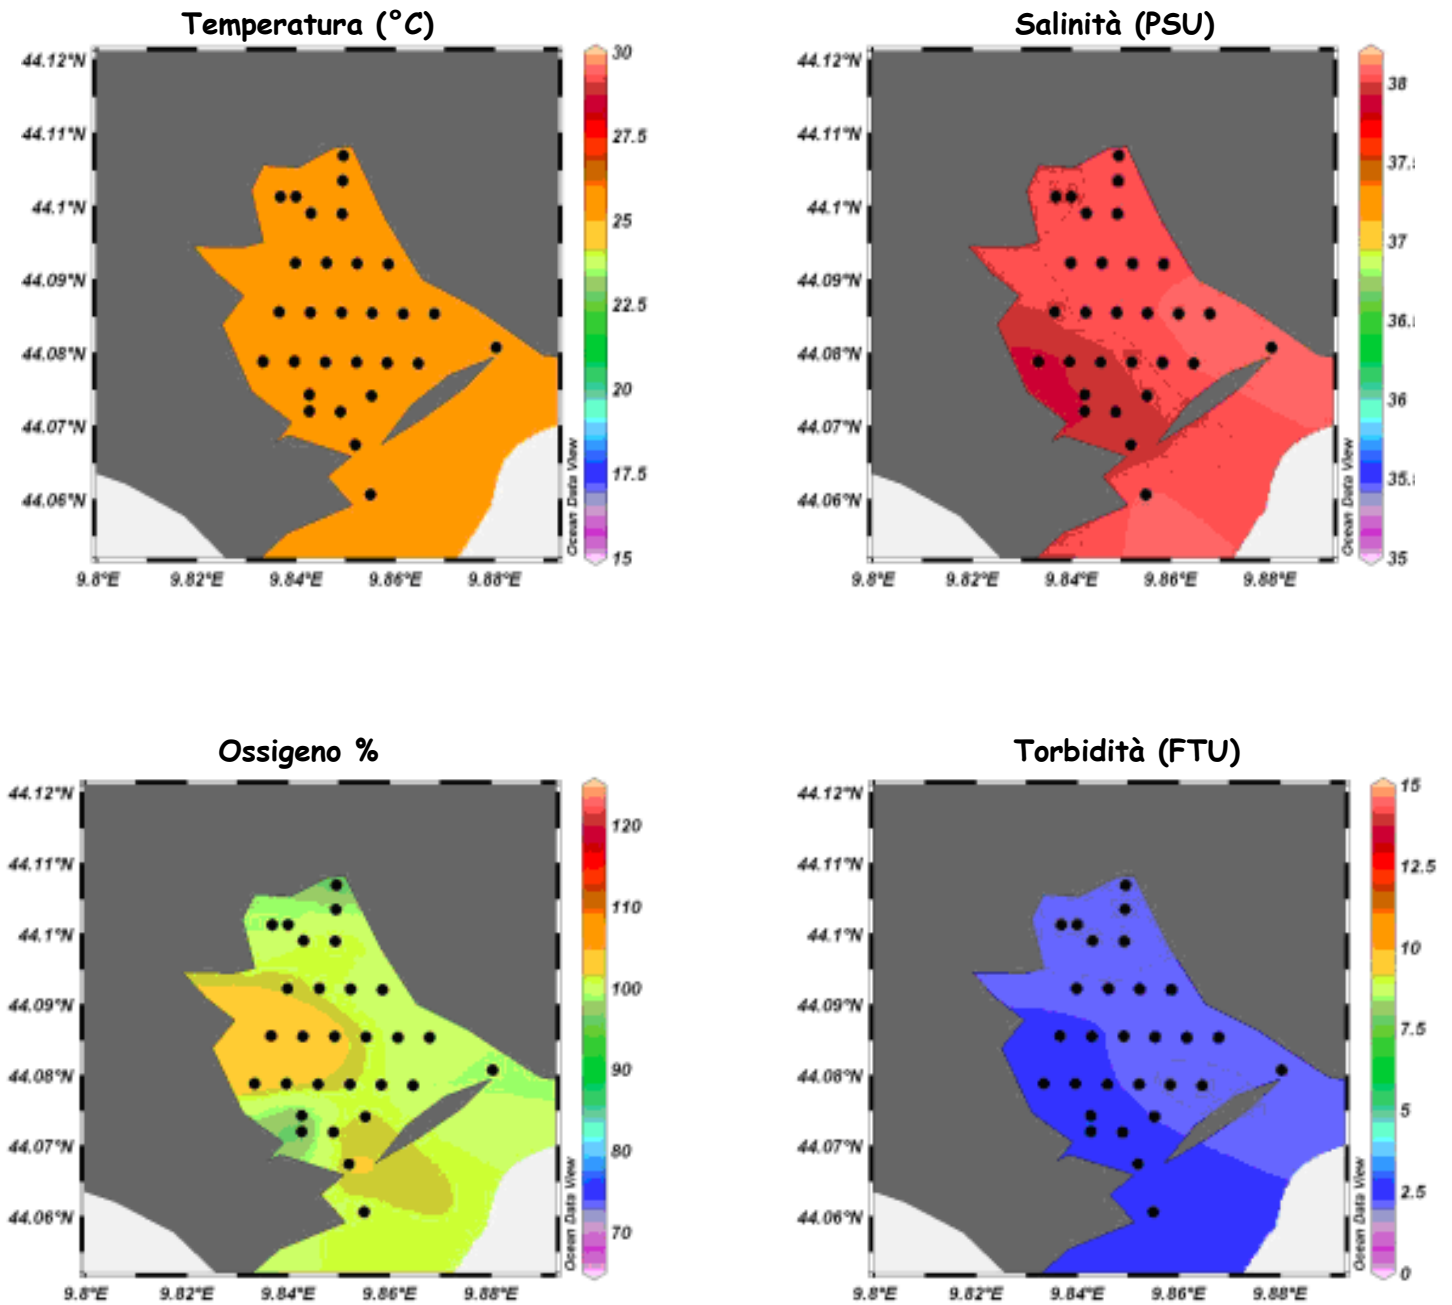 Temperatura (°C)
44.12°N
44.11°N
44.1°N
44.09°N
44.08°N
44.07°N
44.06°N
9.8°E 9.82°E 9.84°E 9.86°E 9.88°E
Ocean Data View
30
27.5
25
22.5
20
17.5
15
Salinità (PSU)
44.12°N
44.11°N
44.1°N
44.09°N
44.08°N
44.07°N
44.06°N
9.8°E 9.82°E 9.84°E 9.86°E 9.88°E
Ocean Data View
38
37.
37
36.
36
35.
35
Ossigeno %
44.12°N
44.11°N
44.1°N
44.09°N
44.08°N
44.07°N
44.06°N
9.8°E 9.82°E 9.84°E 9.86°E 9.88°E
Ocean Data View
120
110
100
90
80
70
Torbidità (FTU)
44.12°N
44.11°N
44.1°N
44.09°N
44.08°N
44.07°N
44.06°N
9.8°E 9.82°E 9.84°E 9.86°E 9.88°E
Ocean Data View
15
12.5
10
7.5
5
2.5
0